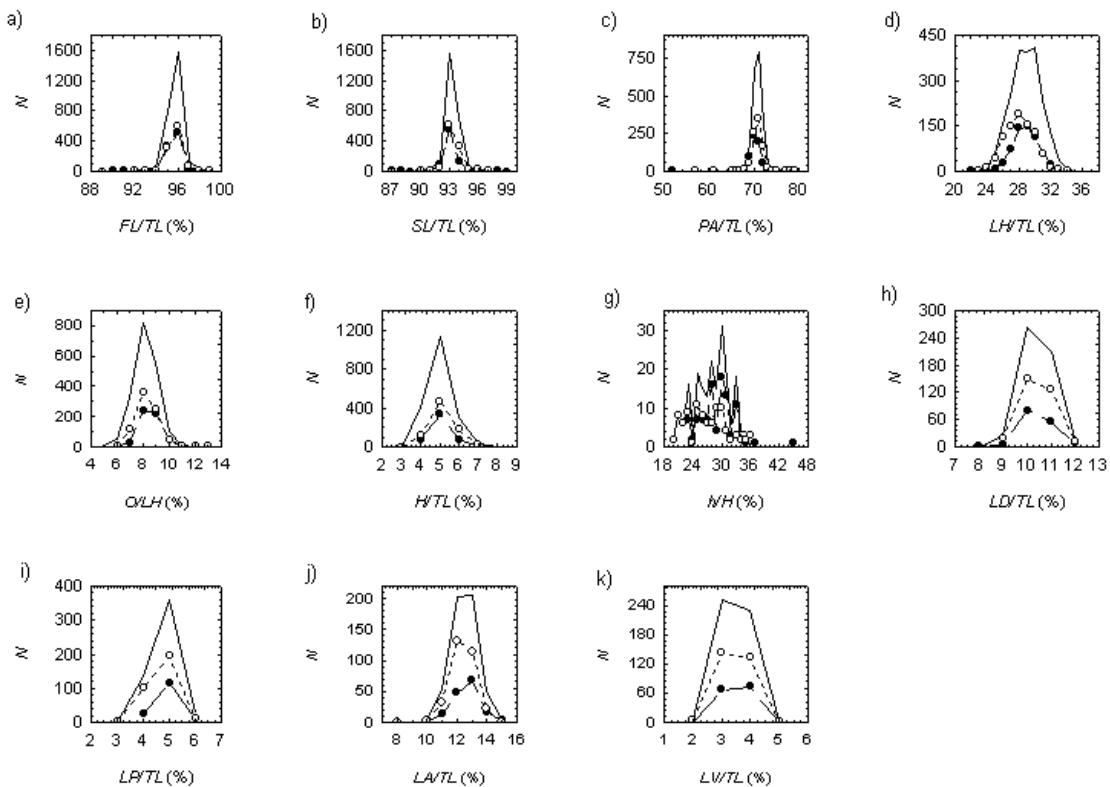 a)
N
1600
1200
800
400
0
88 92 96 100
FL/TL (%)
b)
N
1600
1200
800
400
0
87 90 93 96 99
SL/TL (%)
c)
N
750
500
250
0
50 60 70 80
PA/TL (%)
d)
N
450
300
150
0
20 24 28 32 36
LH/TL (%)
e)
N
800
600
400
200
0
4 6 8 10 12 14
O/LH (%)
f)
N
1200
800
400
0
2 3 4 5 6 7 8 9
H/TL (%)
g)
N
30
20
10
0
18 24 30 36 42 48
h/H (%)
h)
N
300
240
180
120
60
0
7 8 9 10 11 12 13
LD/TL (%)
i)
N
400
300
200
100
0
2 3 4 5 6 7
LP/TL (%)
j)
N
200
150
100
50
0
8 10 12 14 16
LA/TL (%)
k)
N
240
180
120
60
0
1 2 3 4 5 6
LV/TL (%)